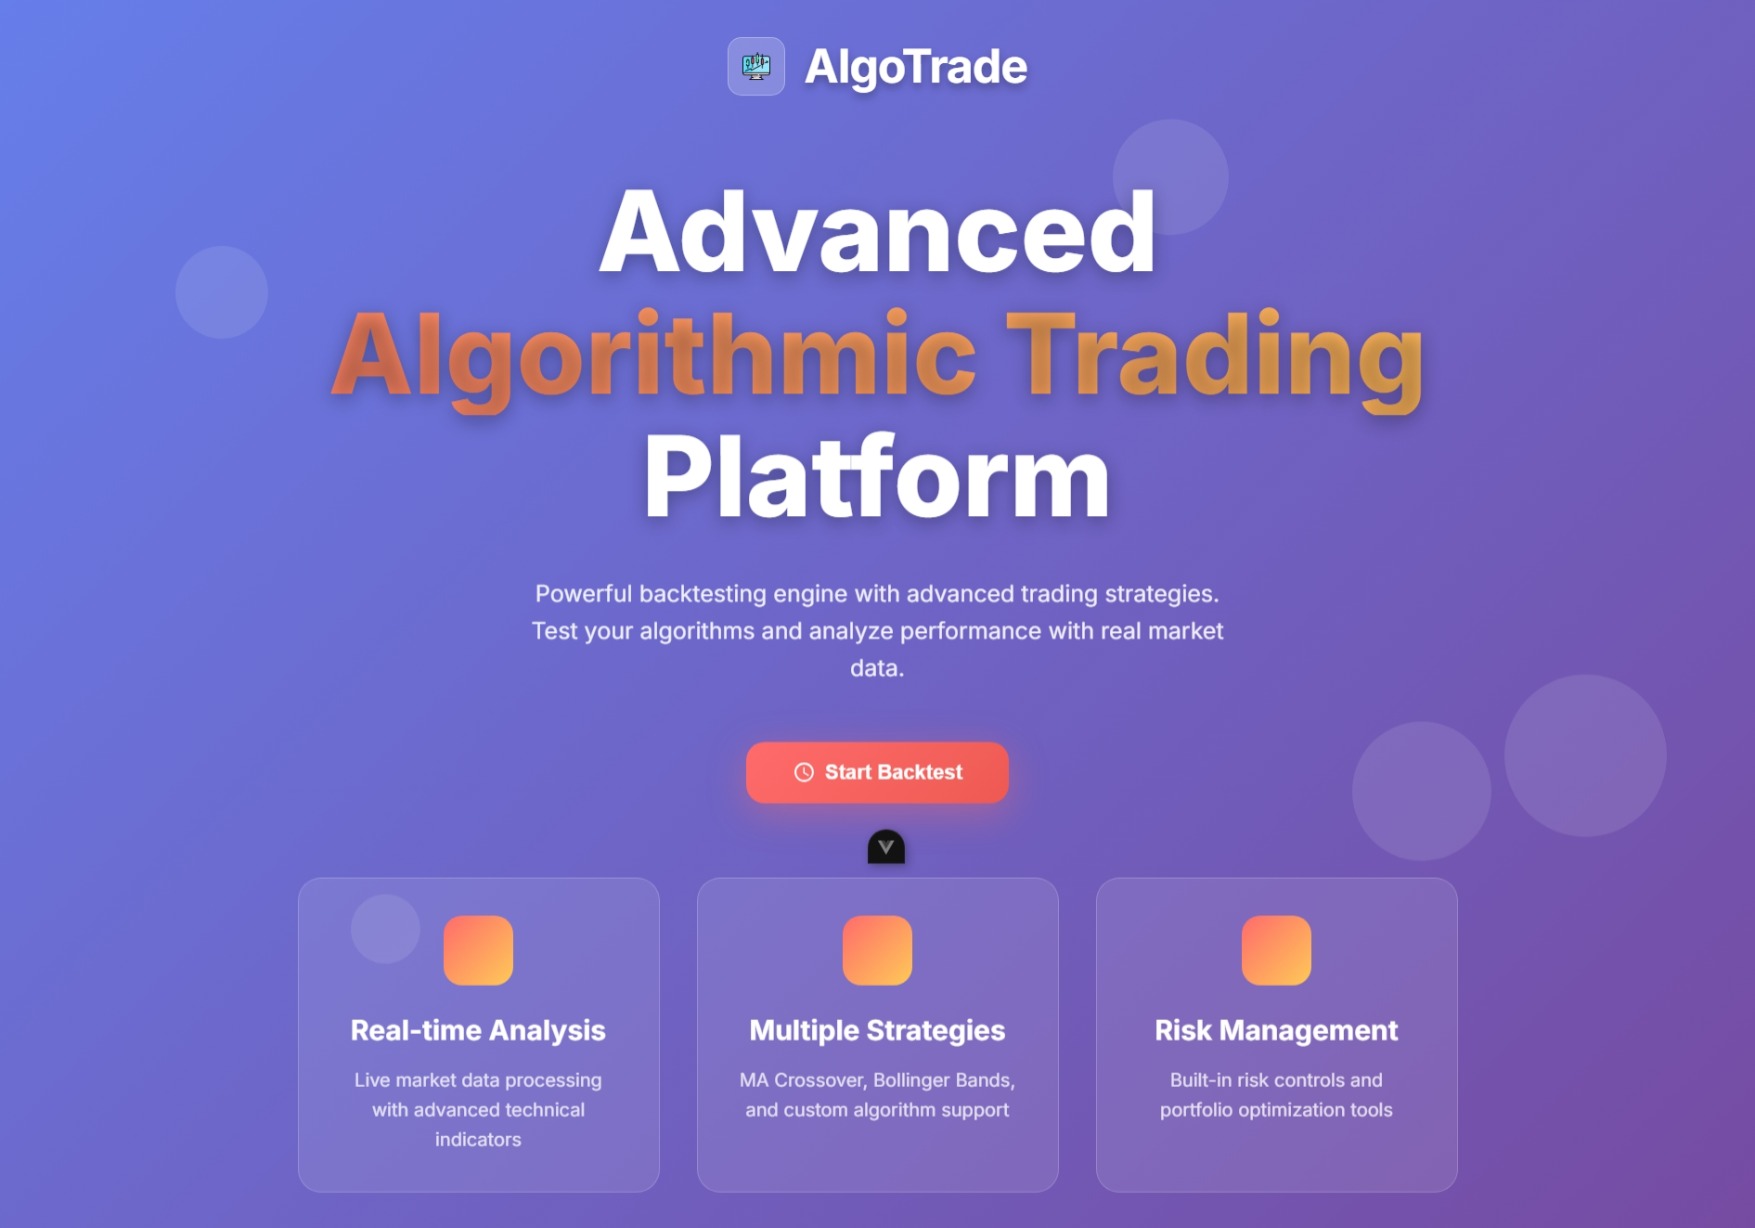 AlgoTrade
Advanced
Algorithmic Trading
Platform
Powerful backtesting engine with advanced trading strategies.
Test your algorithms and analyze performance with real market
data.
Start Backtest
Real-time Analysis
Live market data processing
with advanced technical
indicators
Multiple Strategies
MA Crossover, Bollinger Bands,
and custom algorithm support
Risk Management
Built-in risk controls and
portfolio optimization tools